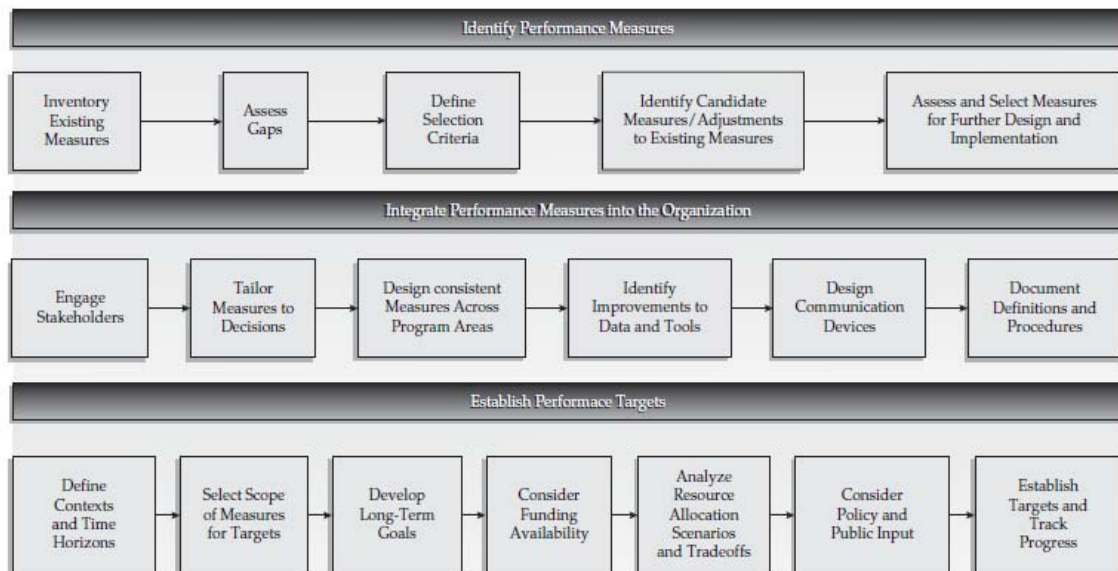 Identify Performance Measures
Inventory
Existing
Measures
Assess
Gaps
Define
Selection
Criteria
Identify Candidate
Measures/Adjustments
to Existing Measures
Assess and Select Measures
for Further Design and
Implementation
Integrate Performance Measures into the Organization
Engage
Stakeholders
Tailor
Measures to
Decisions
Design consistent
Measures Across
Program Areas
Identify
Improvements to
Data and Tools
Design
Communication
Devices
Document
Definitions and
Procedures
Establish Performace Targets
Define
Contexts
and Time
Horizons
Select Scope
of Measures
for Targets
Develop
Long-Term
Goals
Consider
Funding
Availability
Analyze
Resource
Allocation
Scenarios
and Tradeoffs
Consider
Policy and
Public Input
Establish
Targets and
Track
Progress